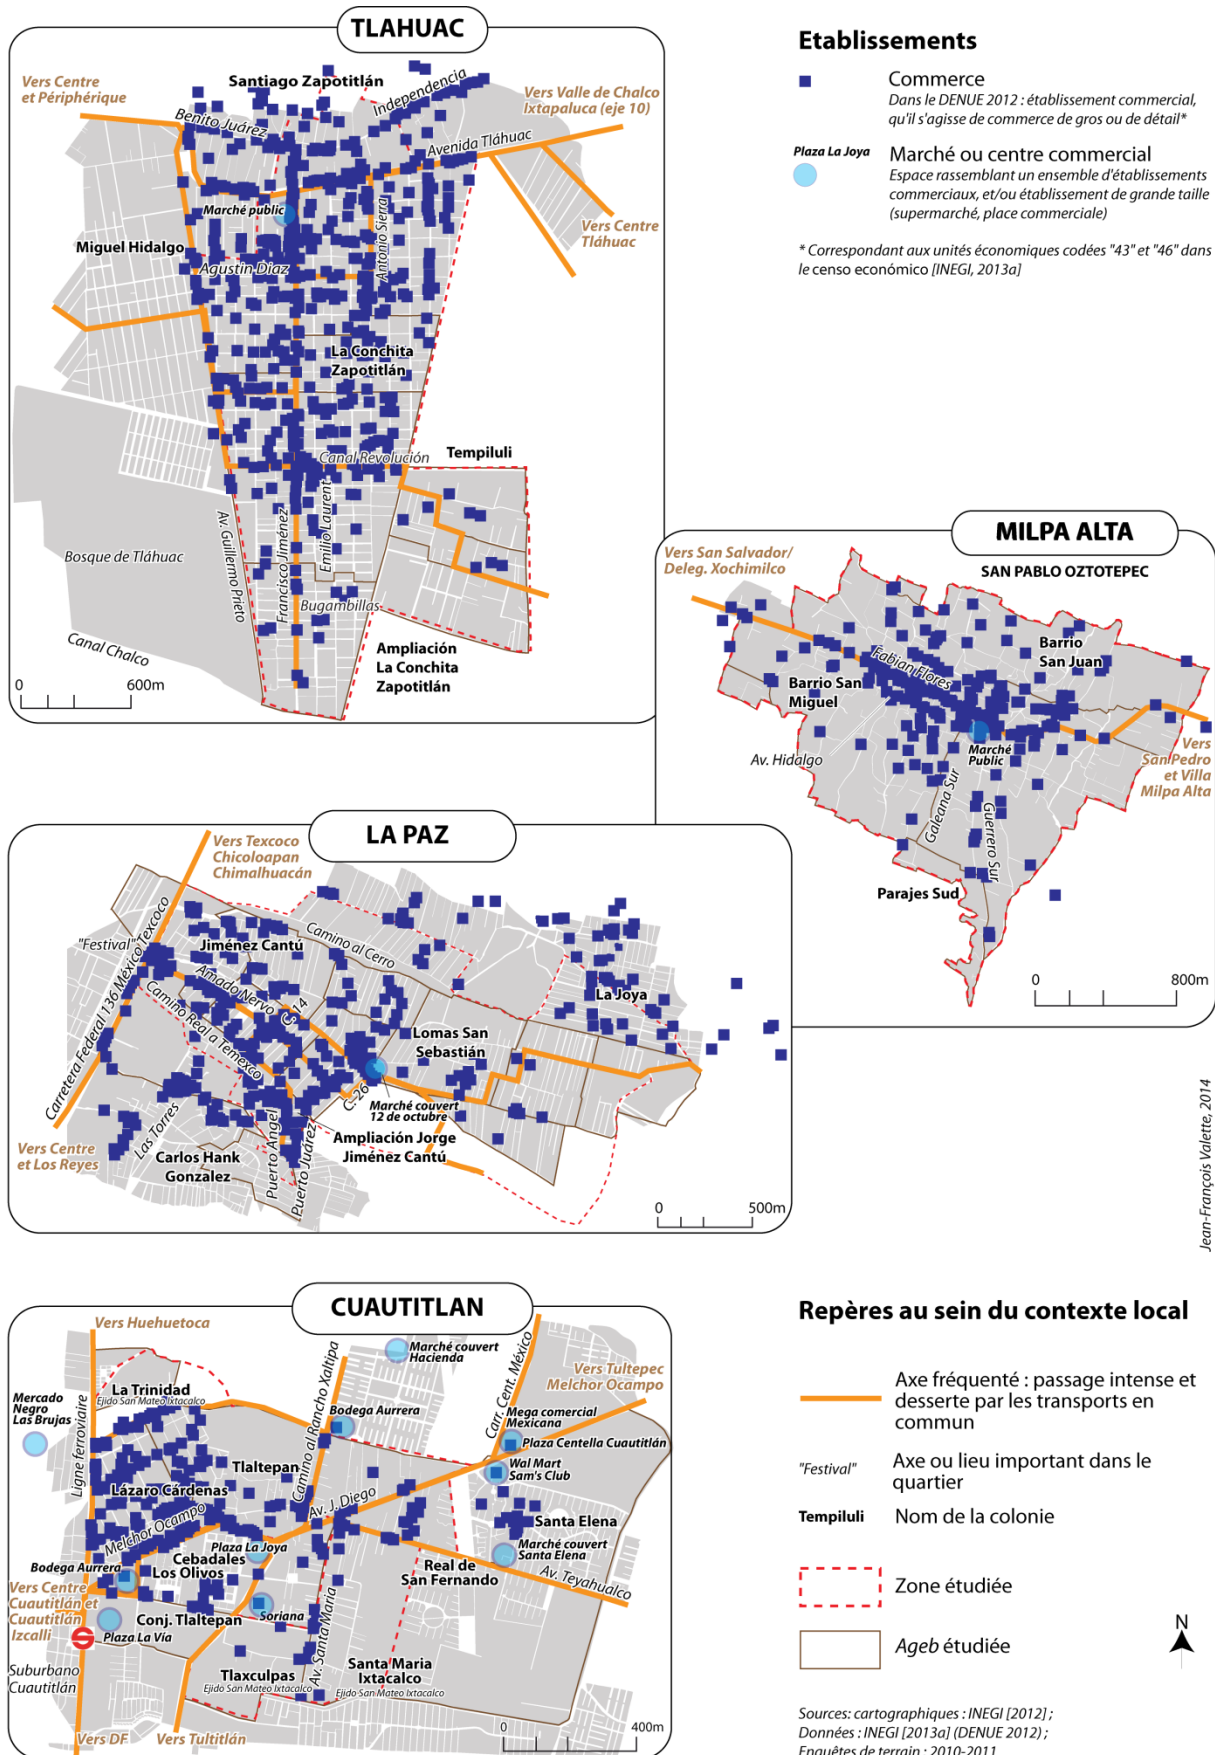 TLAHUAC
Vers Centre
et Périphérique
Santiago Zapotitlán
Independencia
Vers Valle de Chalco
Ixtapaluca (eje 10)
Benito Juárez
Avenida Tláhuac
Marché public
Antonio Sierra
Vers Centre
Tláhuac
Miguel Hidalgo
Agustin Diaz
La Conchita
Zapotitlán
Canal Revolución
Tempiluli
Av. Guillermo Prieto
Francisco Jiménez
Emilio Laurent
Bosque de Tláhuac
Bugambillas
Canal Chalco
Ampliación
La Conchita
Zapotitlán
0 600m
Etablissements
Commerce
Dans le DENUE 2012 : établissement commercial,
qu'il s'agisse de commerce de gros ou de détail*
Plaza La Joya
Marché ou centre commercial
Espace rassemblant un ensemble d'établissements
commerciaux, et/ou établissement de grande taille
(supermarché, place commerciale)
* Correspondant aux unités économiques codées "43" et "46" dans
le censo económico [INEGI, 2013a]
MILPA ALTA
Vers San Salvador/
Deleg. Xochimilco
SAN PABLO OZTOTEPEC
Fabian Flores
Barrio
San Juan
Barrio San
Miguel
Av. Hidalgo
Marché
Public
Vers
San Pedro
et Villa
Milpa Alta
Galeana Sur
Guerrero Sur
Parajes Sud
0 800m
LA PAZ
Vers Texcoco
Chicoloapan
Chimalhuacán
"Festival"
Jiménez Cantú
Camino al Cerro
Carretera Federal 136 México Texcoco
Amado Nervo
C. 14
Camino Real a Temexco
La Joya
Lomas San
Sebastián
C. 26
Marché couvert
12 de octubre
Las Torres
Puerto Angel
Puerto Juárez
Ampliación Jorge
Jiménez Cantú
Vers Centre
et Los Reyes
Carlos Hank
Gonzalez
0 500m
Jean-François Valette, 2014
CUAUTITLAN
Vers Huehuetoca
Marché couvert
Hacienda
Carr. Cent. México
Vers Tultepec
Melchor Ocampo
La Trinidad
Ejido San Mateo Ixtacalco
Mercado
Negro
Las Brujas
Camino al Rancho Xaltipa
Bodega Aurrera
Mega comercial
Mexicana
Plaza Centella Cuautitlán
Ligne ferroviaire
Tlaltepan
Wal Mart
Sam's Club
Lázaro Cárdenas
Av. J. Diego
Melchor Ocampo
Santa Elena
Plaza La Joya
Marché couvert
Santa Elena
Bodega Aurrera
Cebadales
Los Olivos
Real de
San Fernando
Av. Teyahualco
Vers Centre
Cuautitlán et
Cuautitlán
Izcalli
Conj. Tlaltepan
Soriana
Plaza La Vía
Av. Santa Maria
Suburbano
Cuautitlán
Tlaxculpas
Ejido San Mateo Ixtacalco
Santa Maria
Ixtacalco
Ejido San Mateo Ixtacalco
Vers DF
Vers Tultitlán
0 400m
Repères au sein du contexte local
Axe fréquenté : passage intense et
desserte par les transports en
commun
"Festival"
Axe ou lieu important dans le
quartier
Tempiluli
Nom de la colonie
Zone étudiée
Ageb étudiée
N
Sources: cartographiques : INEGI [2012] ;
Données : INEGI [2013a] (DENUE 2012) ;
Enquêtes de terrain : 2010-2011